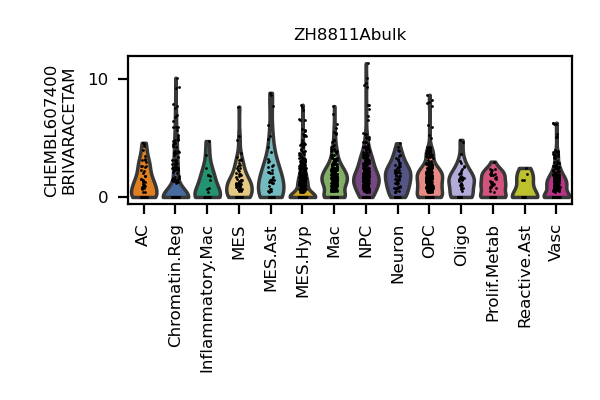 ZH8811Abulk
CHEMBL607400
BRIVARACETAM
10
0
AC
Chromatin.Reg
Inflammatory.Mac
MES
MES.Ast
MES.Hyp
Mac
NPC
Neuron
OPC
Oligo
Prolif.Metab
Reactive.Ast
Vasc